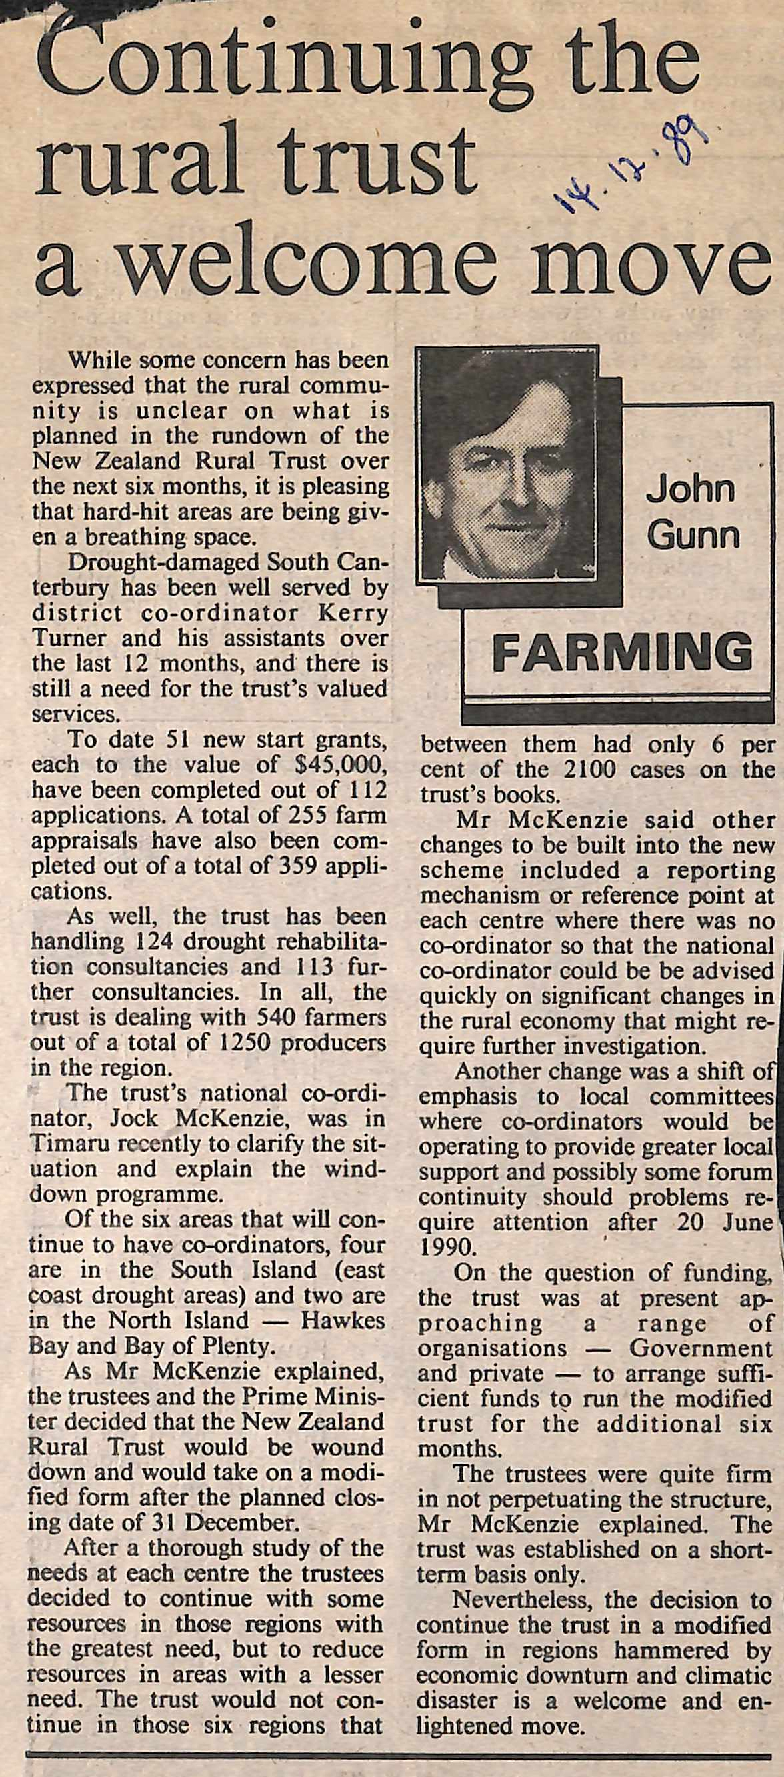 Continuing the
rural trust
a welcome move
14.12.89.
While some concern has been
expressed that the rural commu-
nity is unclear on what is
planned in the rundown of the
New Zealand Rural Trust over
the next six months, it is pleasing
that hard-hit areas are being giv-
en a breathing space.
Drought-damaged South Can-
terbury has been well served by
district co-ordinator Kerry
Turner and his assistants over
the last 12 months, and there is
still a need for the trust's valued
services.
To date 51 new start grants,
each to the value of $45,000,
have been completed out of 112
applications. A total of 255 farm
appraisals have also been com-
pleted out of a total of 359 appli-
cations.
As well, the trust has been
handling 124 drought rehabilita-
tion consultancies and 113 fur-
ther consultancies. In all, the
trust is dealing with 540 farmers
out of a total of 1250 producers
in the region.
The trust's national co-ordi-
nator, Jock McKenzie, was in
Timaru recently to clarify the sit-
uation and explain the wind-
down programme.
Of the six areas that will con-
tinue to have co-ordinators, four
are in the South Island (east
coast drought areas) and two are
in the North Island — Hawkes
Bay and Bay of Plenty.
As Mr McKenzie explained,
the trustees and the Prime Minis-
ter decided that the New Zealand
Rural Trust would be wound
down and would take on a modi-
fied form after the planned clos-
ing date of 31 December.
After a thorough study of the
needs at each centre the trustees
decided to continue with some
resources in those regions with
the greatest need, but to reduce
resources in areas with a lesser
need. The trust would not con-
tinue in those six regions that
John
Gunn
FARMING
between them had only 6 per
cent of the 2100 cases on the
trust's books.
Mr McKenzie said other
changes to be built into the new
scheme included a reporting
mechanism or reference point at
each centre where there was no
co-ordinator so that the national
co-ordinator could be be advised
quickly on significant changes in
the rural economy that might re-
quire further investigation.
Another change was a shift of
emphasis to local committees
where co-ordinators would be
operating to provide greater local
support and possibly some forum
continuity should problems re-
quire attention after 20 June
1990.
On the question of funding,
the trust was at present ap-
proaching a range of
organisations — Government
and private — to arrange suffi-
cient funds to run the modified
trust for the additional six
months.
The trustees were quite firm
in not perpetuating the structure,
Mr McKenzie explained. The
trust was established on a short-
term basis only.
Nevertheless, the decision to
continue the trust in a modified
form in regions hammered by
economic downturn and climatic
disaster is a welcome and en-
lightened move.